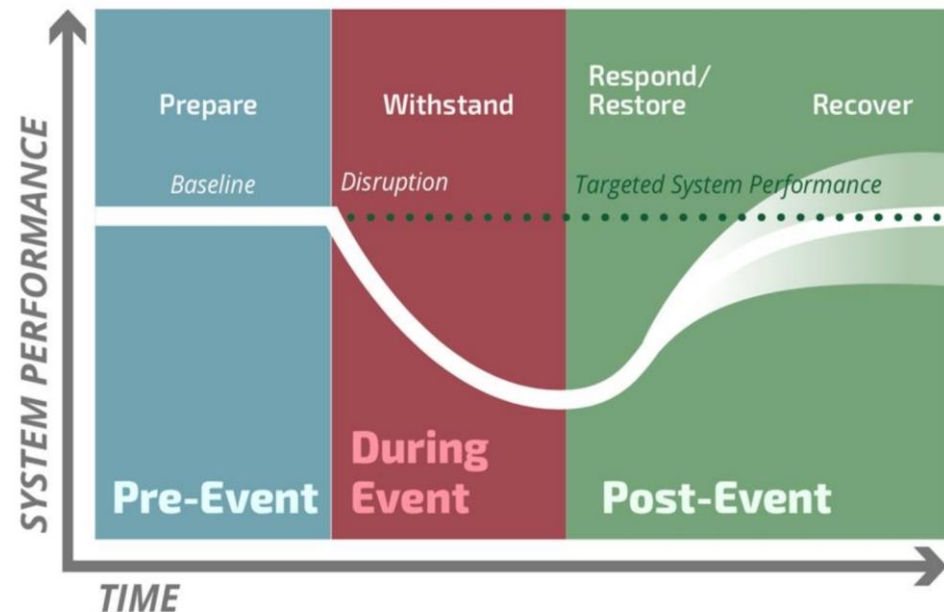 SYSTEM PERFORMANCE
Prepare
Withstand
Respond/
Restore
Recover
Baseline
Disruption
Targeted System Performance
Pre-Event
During
Event
Post-Event
TIME